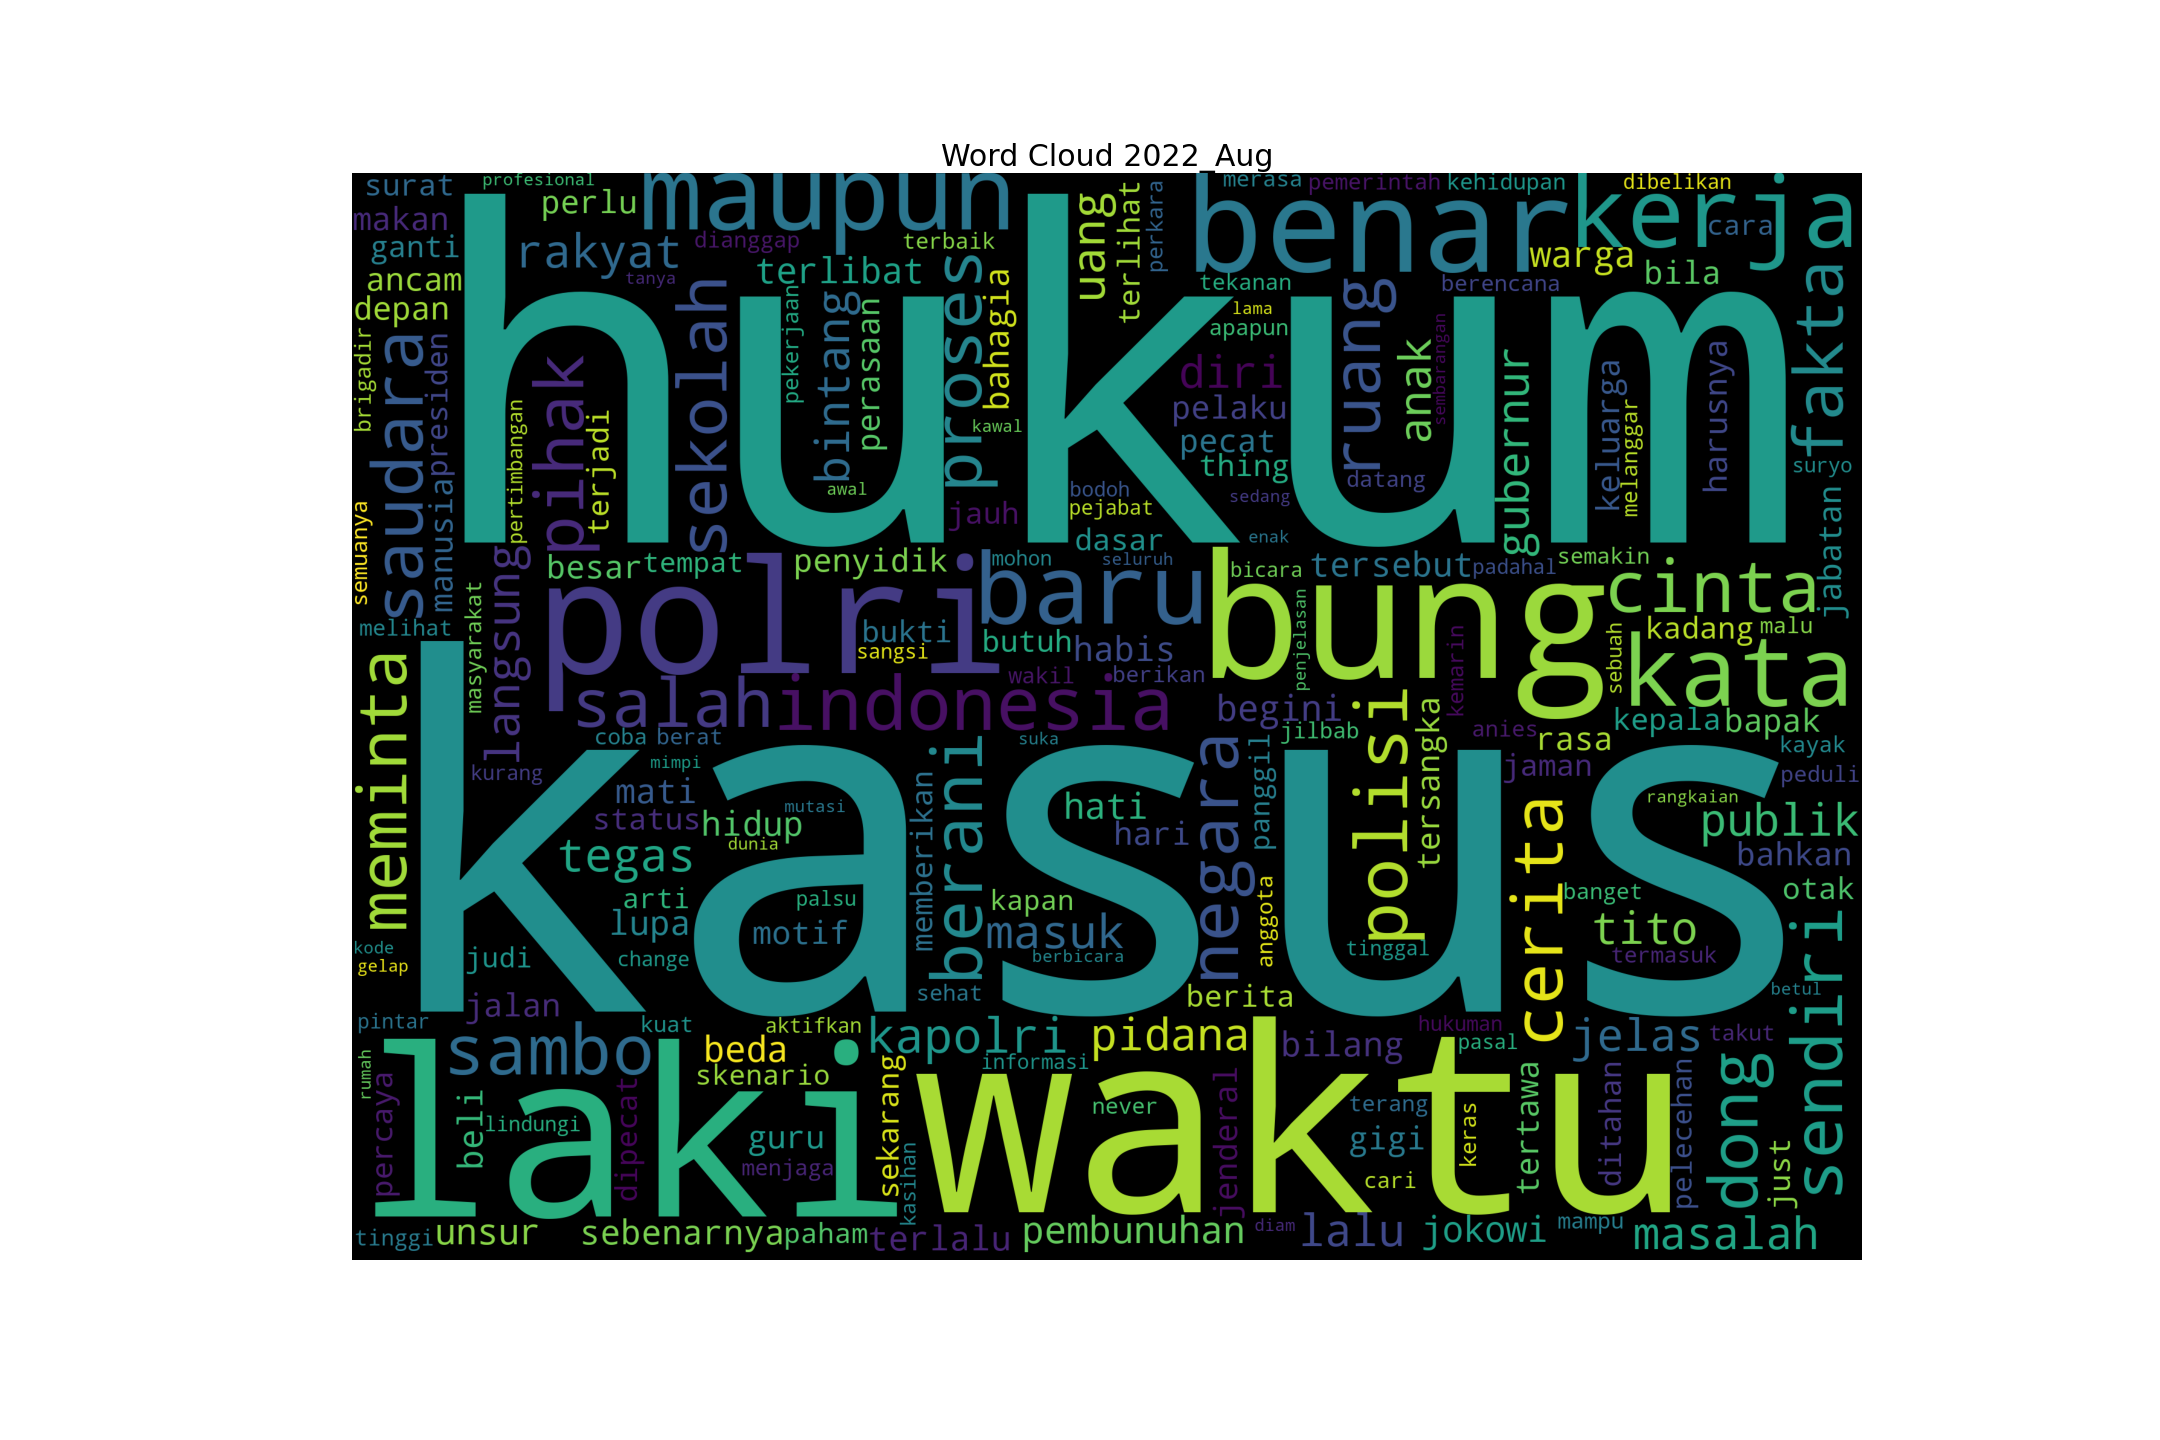 Word Cloud 2022_Aug
surat
profesional
maupun
merasa
pemerintah
kehidupan
dibelikan
makan
perlu
hukum
uang
terlihat
perkara
benar
kerja
cara
ganti
rakyat
dianggap
terbaik
warga
bila
ancam
tanya
terlibat
proses
bahagia
tekanan
berencana
fakta
depan
sekolah
pekerjaan
bintang
perasaan
lama
apapun
ruang
anak
sembarangan
gubernur
keluarga
melanggar
harusnya
brigadir
saudara
presiden
manusia
pertimbangan
pihak
terjadi
kawal
diri
pelaku
pecat
thing
datang
suryo
awal
jauh
bodoh
pejabat
sedang
jabatan
semuanya
langsung
besar
tempat
penyidik
dasar
enak
mohon
seluruh
baru
bicara
tersebut
padahal
semakin
cinta
masyarakat
polri
bung
melihat
bukti
sangsi
butuh
habis
penjelasan
kemarin
sebuah
kadang
malu
kata
meminta
salah
indonesia
wakil
berikan
begini
polisi
tersangka
kepala
bapak
kasus
coba
berat
suka
jilbab
anies
rasa
kayak
kurang
mimpi
berani
memberikan
negara
panggil
jaman
peduli
mati
mutasi
hati
cerita
rangkaian
status
hidup
hari
publik
tegas
dunia
bahkan
arti
palsu
kapan
anggota
banget
otak
lupa
motif
masuk
tito
sendiri
kode
gelap
judi
change
berbicara
tinggal
termasuk
jalan
sehat
berita
betul
pintar
kuat
aktifkan
hukuman
sambo
beda
kapolri
pidana
bilang
pasal
jelas
takut
rumah
percaya
laki
skenario
informasi
waktu
dong
beli
lindungi
dipecat
guru
menjaga
sekarang
kasihan
never
jenderal
terang
gigi
cari
keras
tertawa
ditahan
pelecehan
just
tinggi
unsur
sebenarnya
paham
terlalu
pembunuhan
diam
lalu
jokowi
mampu
masalah